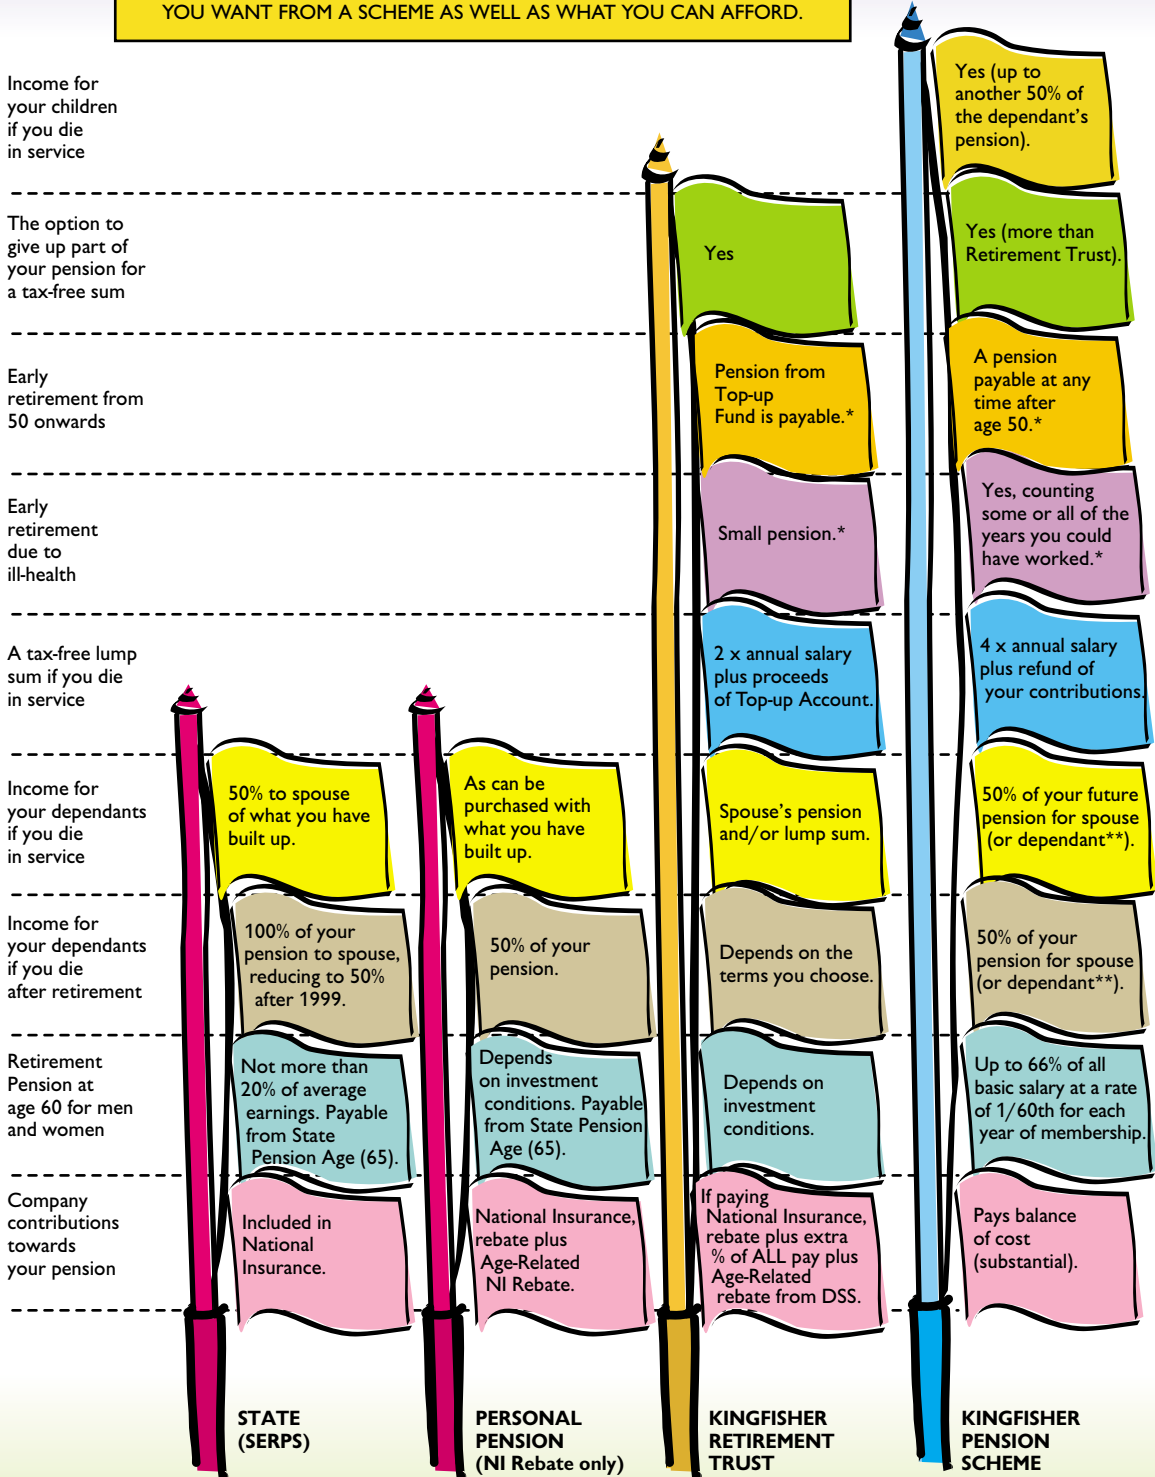 YOU WANT FROM A SCHEME AS WELL AS WHAT YOU CAN AFFORD.
Income for
your children
if you die
in service
Yes (up to
another 50% of
the dependant's
pension).
The option to
give up part of
your pension for
a tax-free sum
Yes
Yes (more than
Retirement Trust).
Early
retirement from
50 onwards
Pension from
Top-up
Fund is payable.*
A pension
payable at any
time after
age 50.*
Early
retirement
due to
ill-health
Small pension.*
Yes, counting
some or all of the
years you could
have worked.*
A tax-free lump
sum if you die
in service
2 x annual salary
plus proceeds
of Top-up Account.
4 x annual salary
plus refund of
your contributions.
Income for
your dependants
if you die
in service
50% to spouse
of what you have
built up.
As can be
purchased with
what you have
built up.
Spouse's pension
and/or lump sum.
50% of your future
pension for spouse
(or dependant**).
Income for
your dependants
if you die
after retirement
100% of your
pension to spouse,
reducing to 50%
after 1999.
50% of your
pension.
Depends on the
terms you choose.
50% of your
pension for spouse
(or dependant**).
Retirement
Pension at
age 60 for men
and women
Not more than
20% of average
earnings. Payable
from State
Pension Age (65).
Depends
on investment
conditions. Payable
from State Pension
Age (65).
Depends on
investment
conditions.
Up to 66% of all
basic salary at a rate
of 1/60th for each
year of membership.
Company
contributions
towards
your pension
Included in
National
Insurance.
National Insurance,
rebate plus
Age-Related
NI Rebate.
If paying
National Insurance,
rebate plus extra
% of ALL pay plus
Age-Related
rebate from DSS.
Pays balance
of cost
(substantial).
STATE
(SERPS)
PERSONAL
PENSION
(NI Rebate only)
KINGFISHER
RETIREMENT
TRUST
KINGFISHER
PENSION
SCHEME